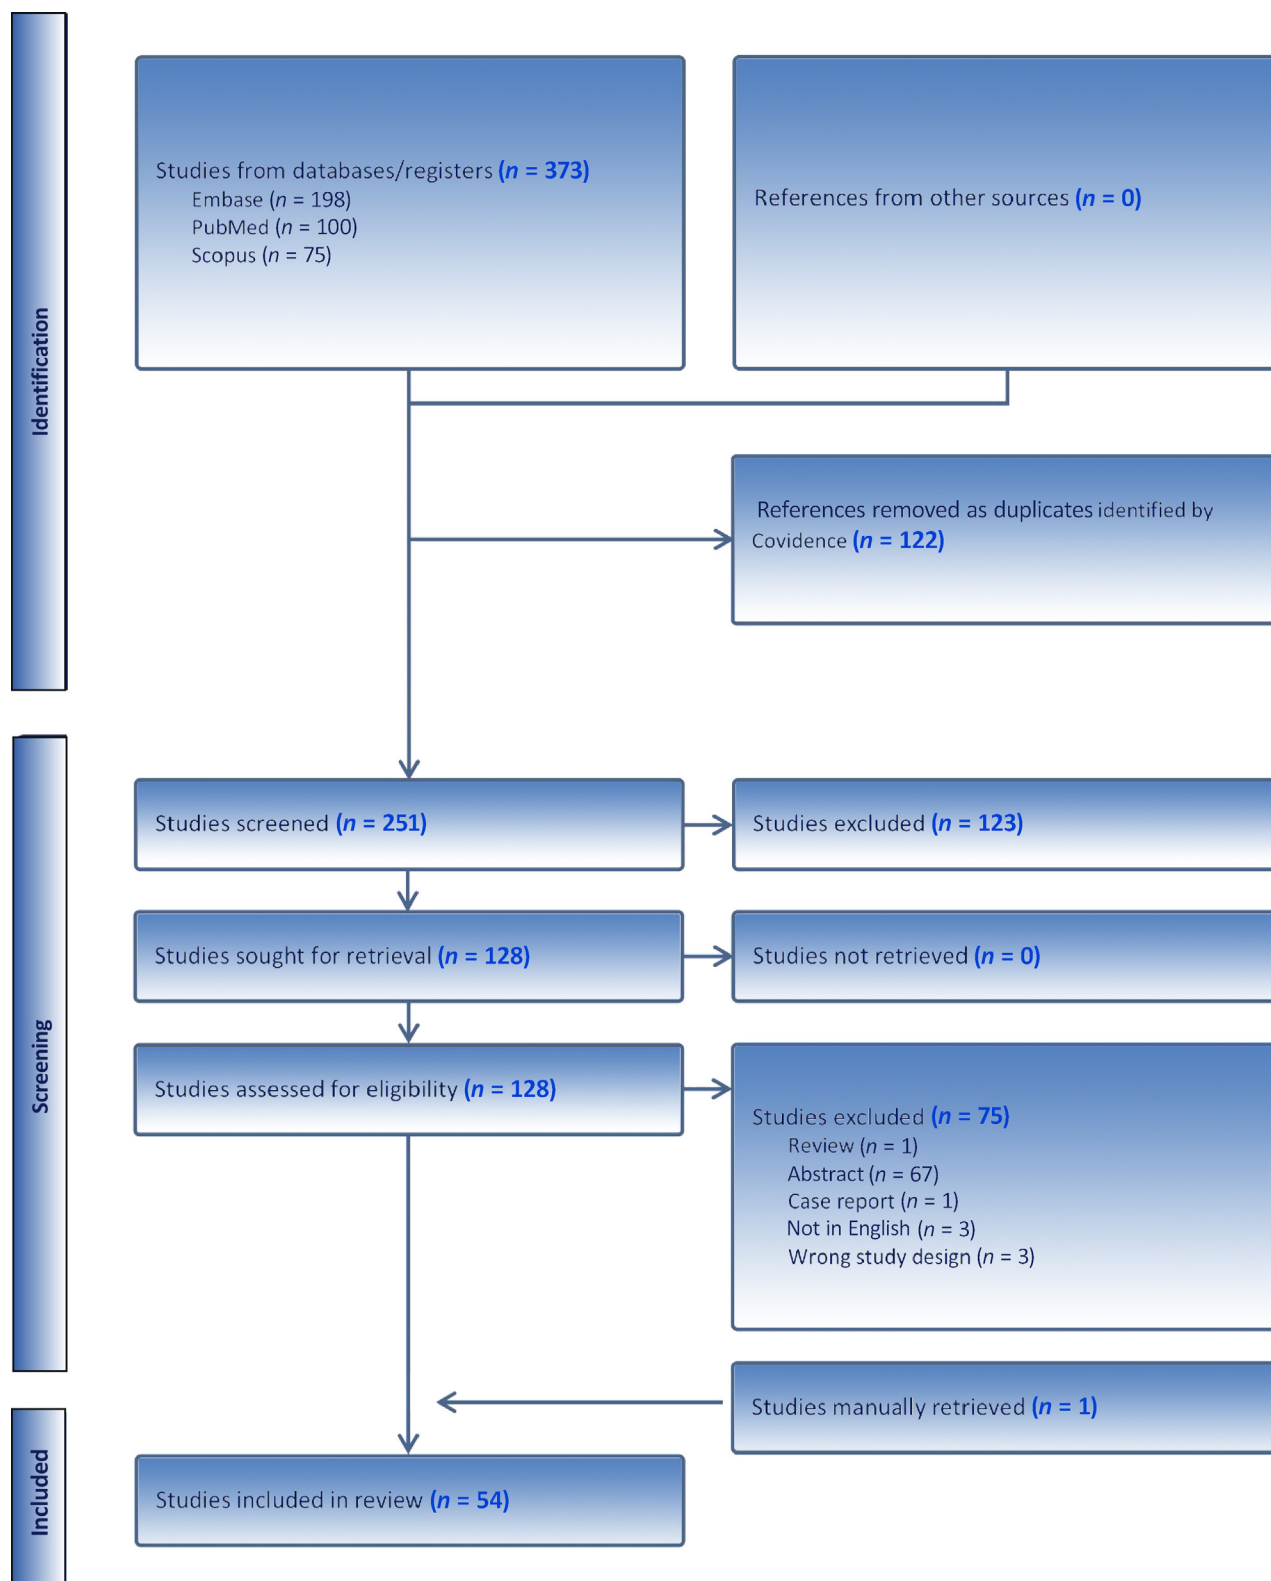 Identification
Studies from databases/registers (n = 373)
Embase (n = 198)
PubMed (n = 100)
Scopus (n = 75)
References from other sources (n = 0)
References removed as duplicates identified by
Covidence (n = 122)
Screening
Studies screened (n = 251)
Studies excluded (n = 123)
Studies sought for retrieval (n = 128)
Studies not retrieved (n = 0)
Studies assessed for eligibility (n = 128)
Studies excluded (n = 75)
Review (n = 1)
Abstract (n = 67)
Case report (n = 1)
Not in English (n = 3)
Wrong study design (n = 3)
Studies manually retrieved (n = 1)
Included
Studies included in review (n = 54)